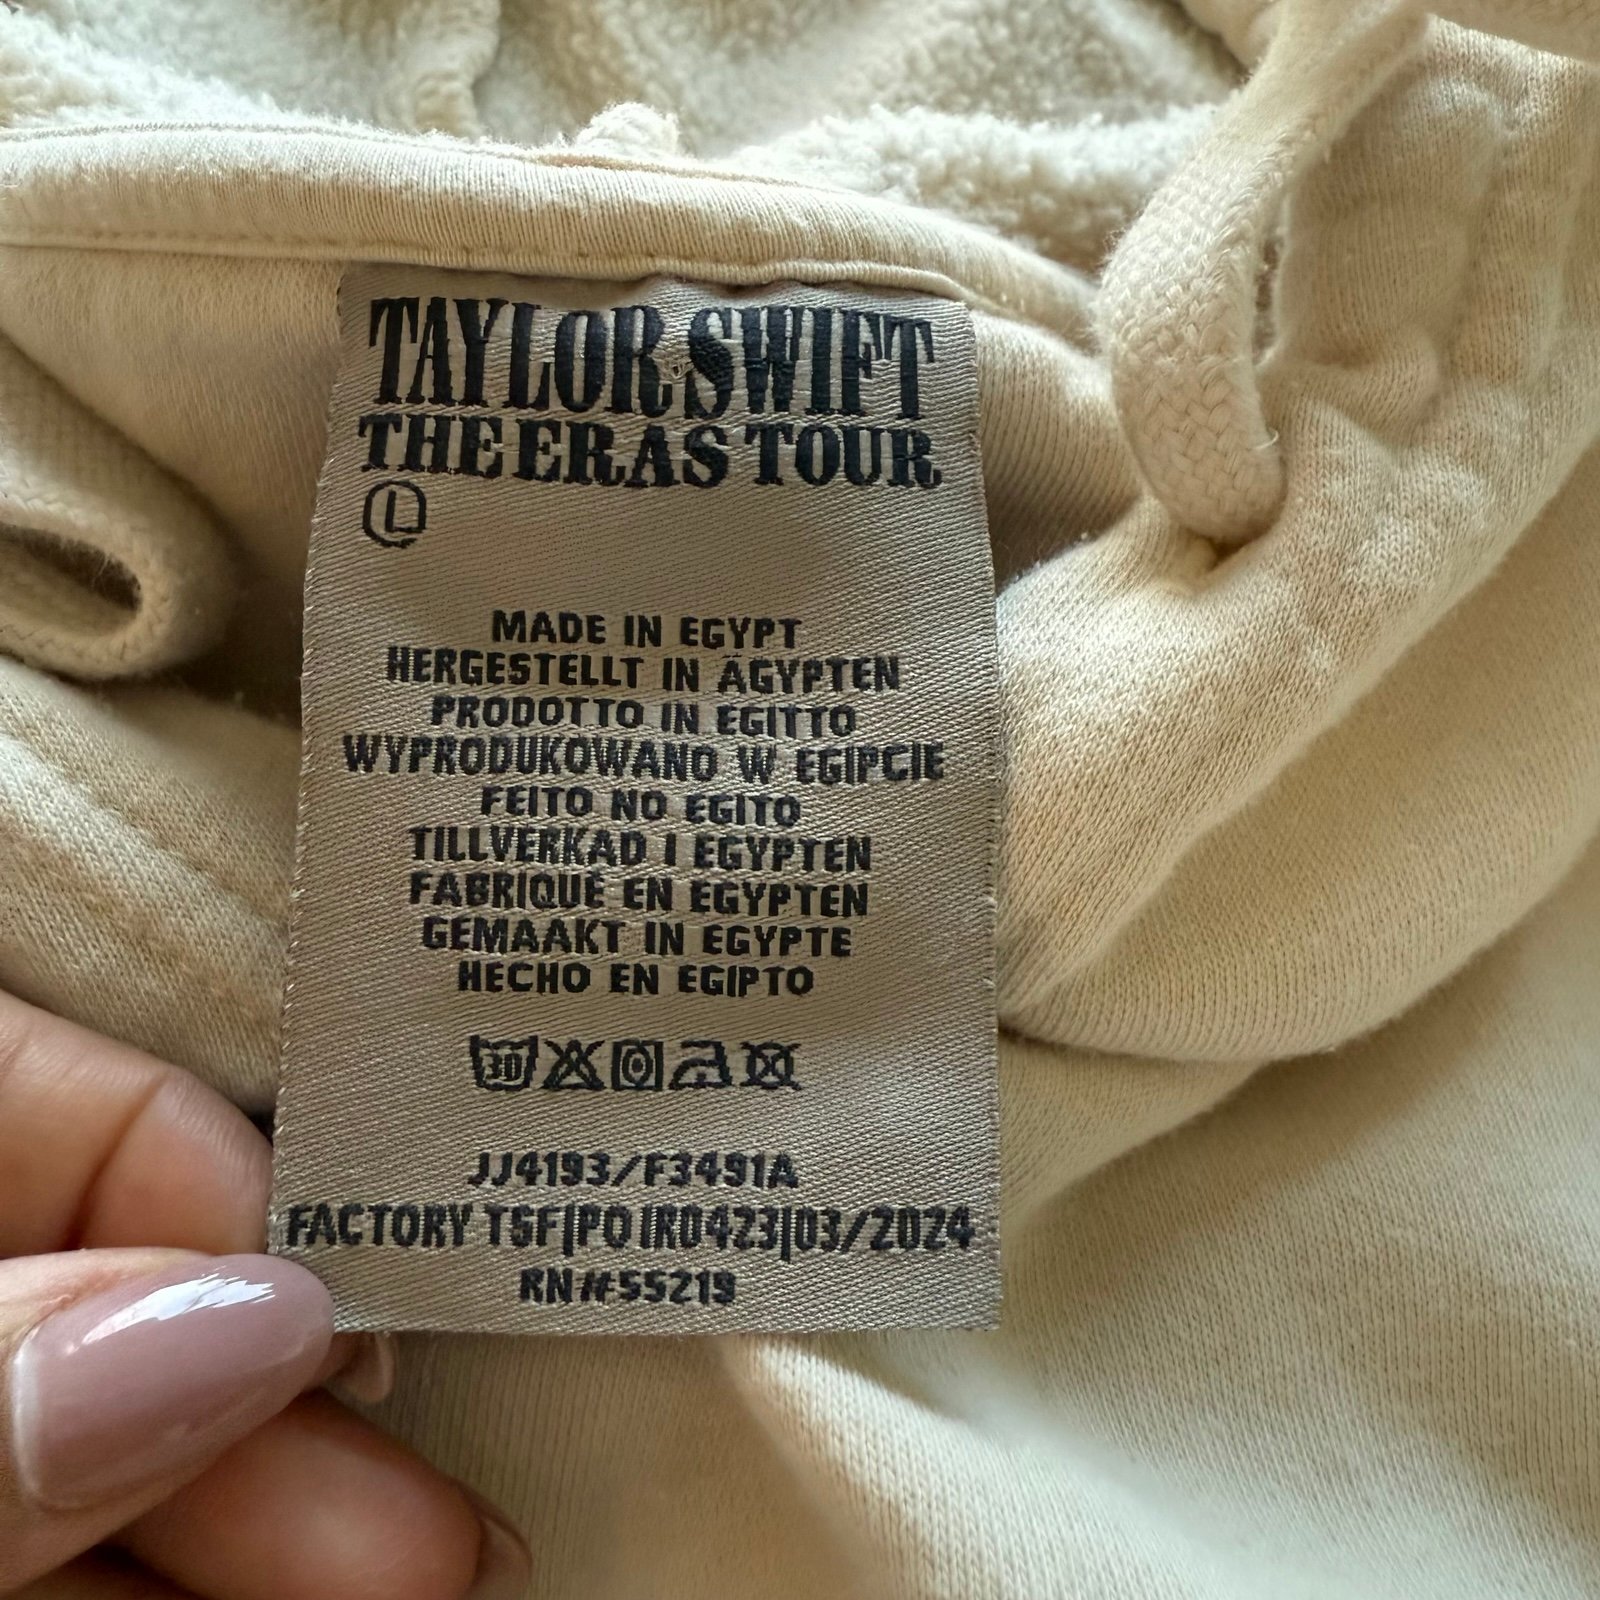 TAYLOR SWIFT
THE ERAS TOUR
L
MADE IN EGYPT
HERGESTELLT IN ÄGYPTEN
PRODOTTO IN EGITTO
WYPRODUKOWANO W EGIPCIE
FEITO NO EGITO
TILLVERKAD I EGYPTEN
FABRIQUÉ EN EGYPTEN
GEMAAKT IN EGYPTE
HECHO EN EGIPTO
30
JJ4193/F3491A
FACTORY TSF|PO IR0423|03/2024
RN#55219